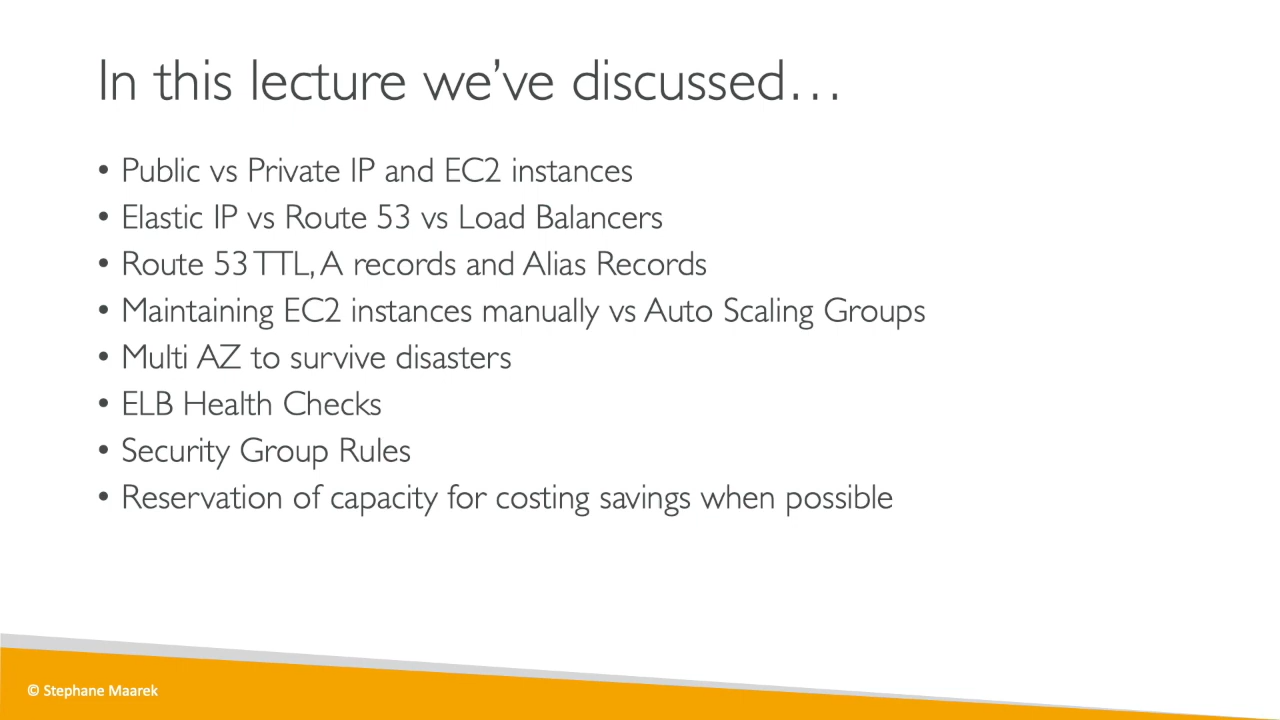 In this lecture we've discussed…
• Public vs Private IP and EC2 instances
• Elastic IP vs Route 53 vs Load Balancers
• Route 53 TTL, A records and Alias Records
• Maintaining EC2 instances manually vs Auto Scaling Groups
• Multi AZ to survive disasters
• ELB Health Checks
• Security Group Rules
• Reservation of capacity for costing savings when possible
© Stephane Maarek